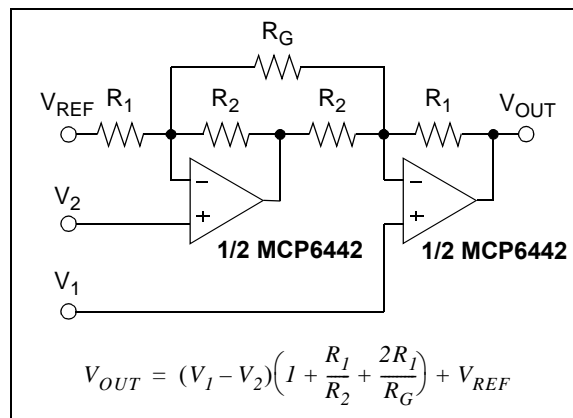 R_G
V_REF R_1 R_2 R_2 R_1 V_OUT
− −
V_2 + +
1/2 MCP6442 1/2 MCP6442
V_1
V_OUT = (V_1 − V_2)(1 + R_1/R_2 + 2R_1/R_G) + V_REF